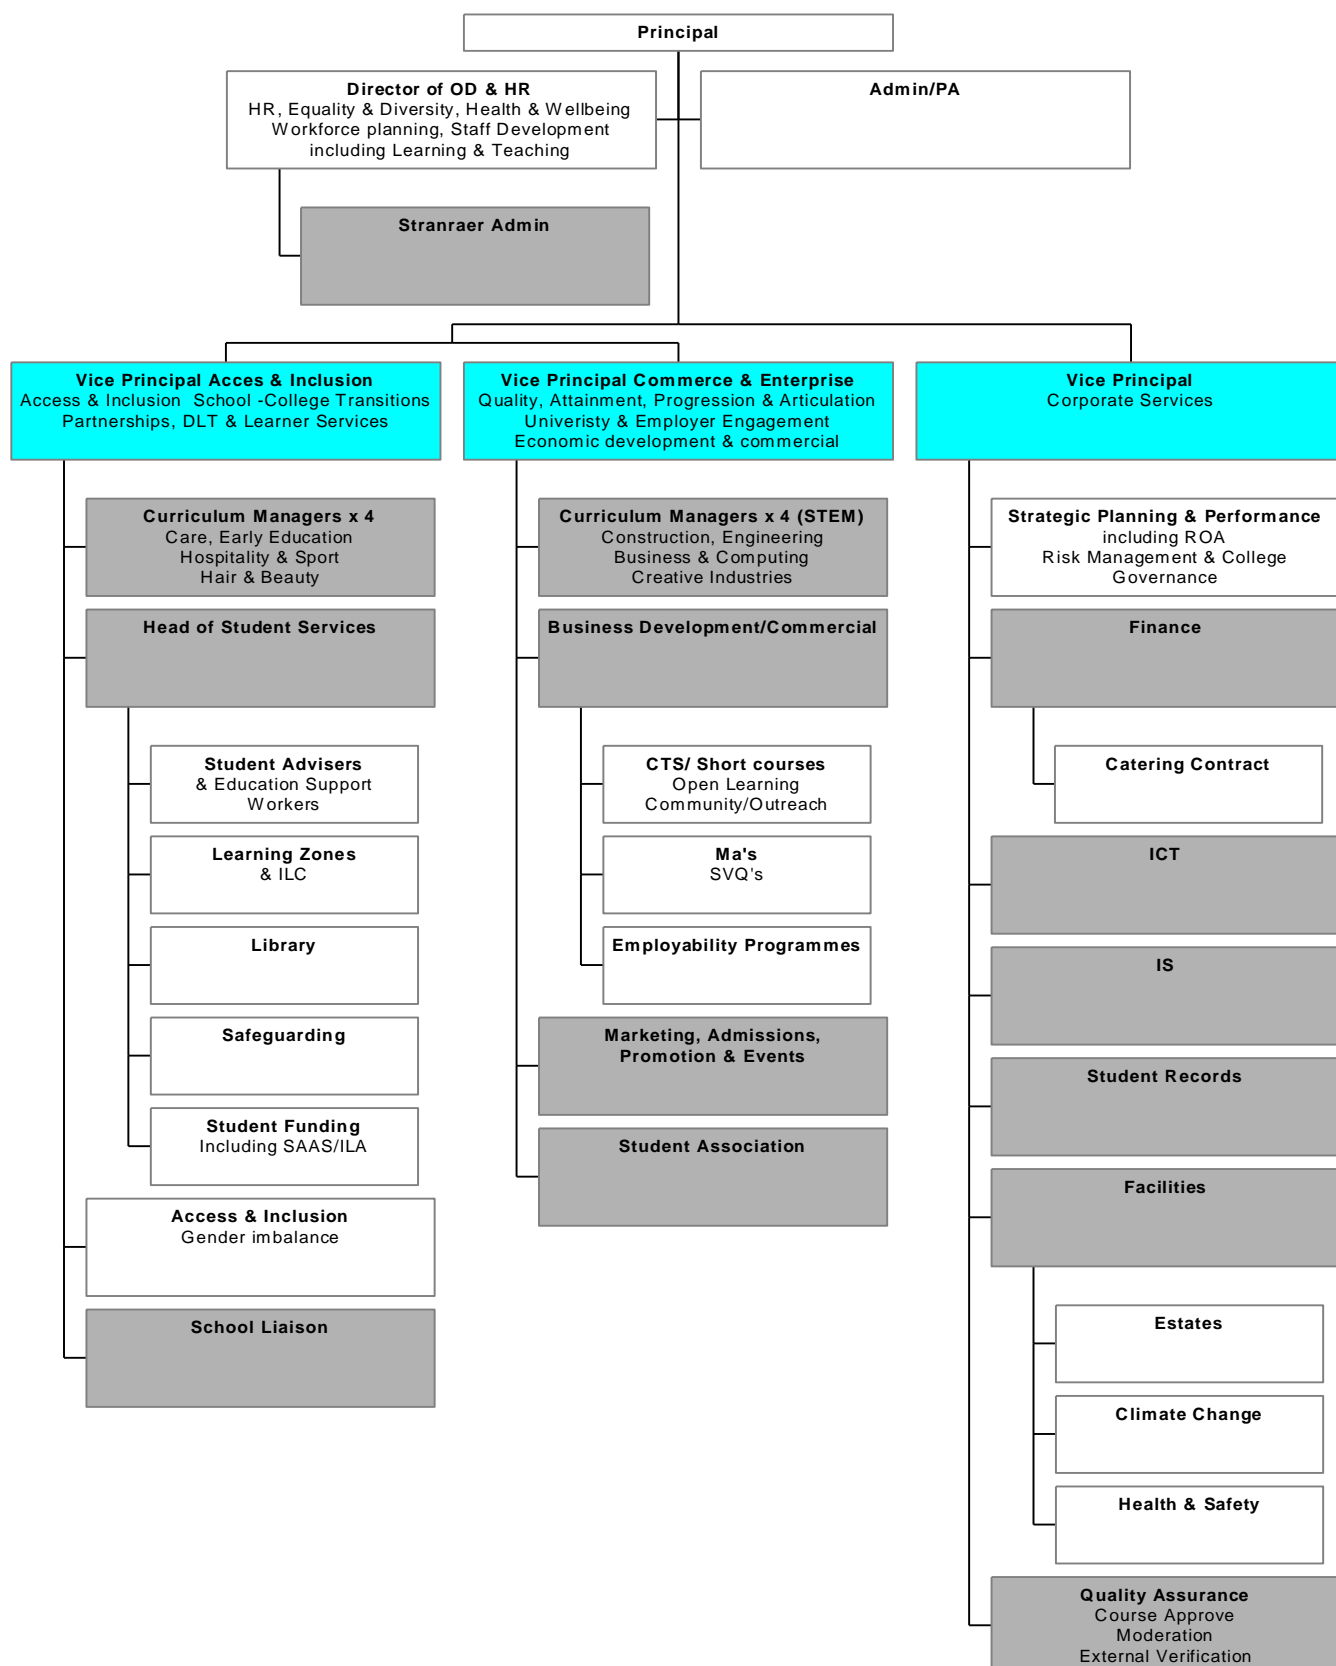 Principal
Director of OD & HR
HR, Equality & Diversity, Health & Wellbeing
Workforce planning, Staff Development
including Learning & Teaching
Admin/PA
Stranraer Admin
Vice Principal Acces & Inclusion
Access & Inclusion School -College Transitions
Partnerships, DLT & Learner Services
Vice Principal Commerce & Enterprise
Quality, Attainment, Progression & Articulation
Univeristy & Employer Engagement
Economic development & commercial
Vice Principal
Corporate Services
Curriculum Managers x 4
Care, Early Education
Hospitality & Sport
Hair & Beauty
Head of Student Services
Student Advisers
& Education Support
Workers
Learning Zones
& ILC
Library
Safeguarding
Student Funding
Including SAAS/ILA
Access & Inclusion
Gender imbalance
School Liaison
Curriculum Managers x 4 (STEM)
Construction, Engineering
Business & Computing
Creative Industries
Business Development/Commercial
CTS/ Short courses
Open Learning
Community/Outreach
Ma's
SVQ's
Employability Programmes
Marketing, Admissions,
Promotion & Events
Student Association
Strategic Planning & Performance
including ROA
Risk Management & College
Governance
Finance
Catering Contract
ICT
IS
Student Records
Facilities
Estates
Climate Change
Health & Safety
Quality Assurance
Course Approve
Moderation
External Verification